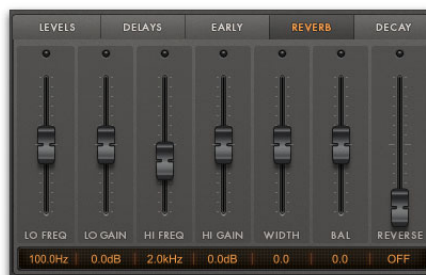 LEVELS DELAYS EARLY REVERB DECAY
LO FREQ LO GAIN HI FREQ HI GAIN WIDTH BAL REVERSE
100.0Hz 0.0dB 2.0kHz 0.0dB 0.0 0.0 OFF